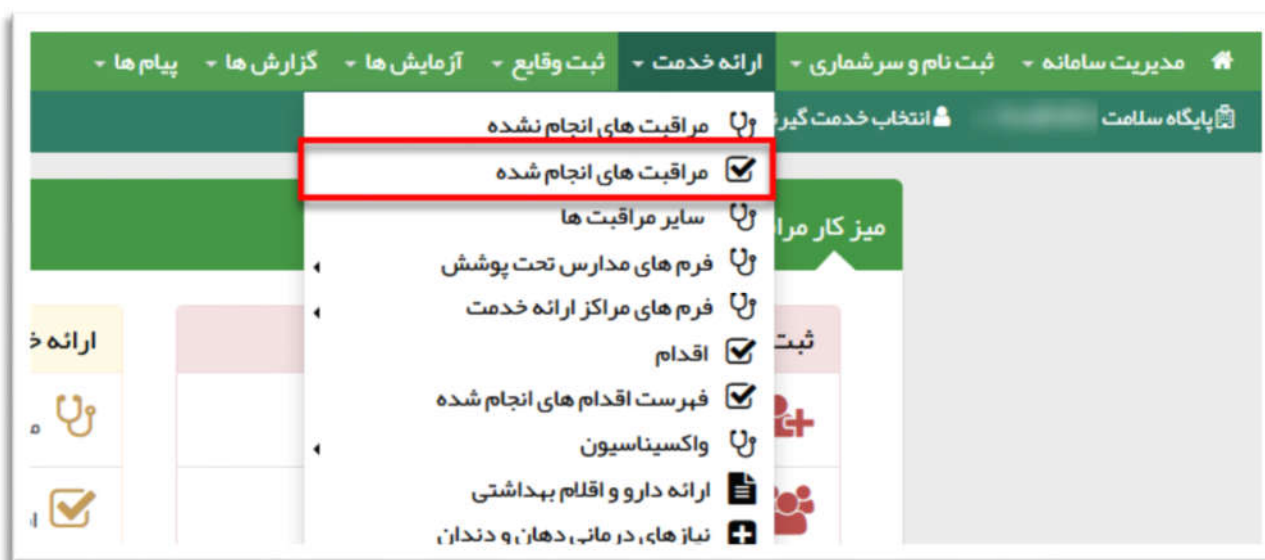 مدیریت سامانه ثبت نام و سرشماری ارائه خدمت ثبت وقایع آزمایش ها گزارش ها پیام ها
پایگاه سلامت انتخاب خدمت گیر
مراقبت های انجام نشده
مراقبت های انجام شده
سایر مراقبت ها
فرم های مدارس تحت پوشش
فرم های مراکز ارائه خدمت
اقدام
فهرست اقدام های انجام شده
واکسیناسیون
ارائه دارو و اقلام بهداشتی
نیازهای درمانی دهان و دندان
میز کار مرا
ثبت
ارائه خ